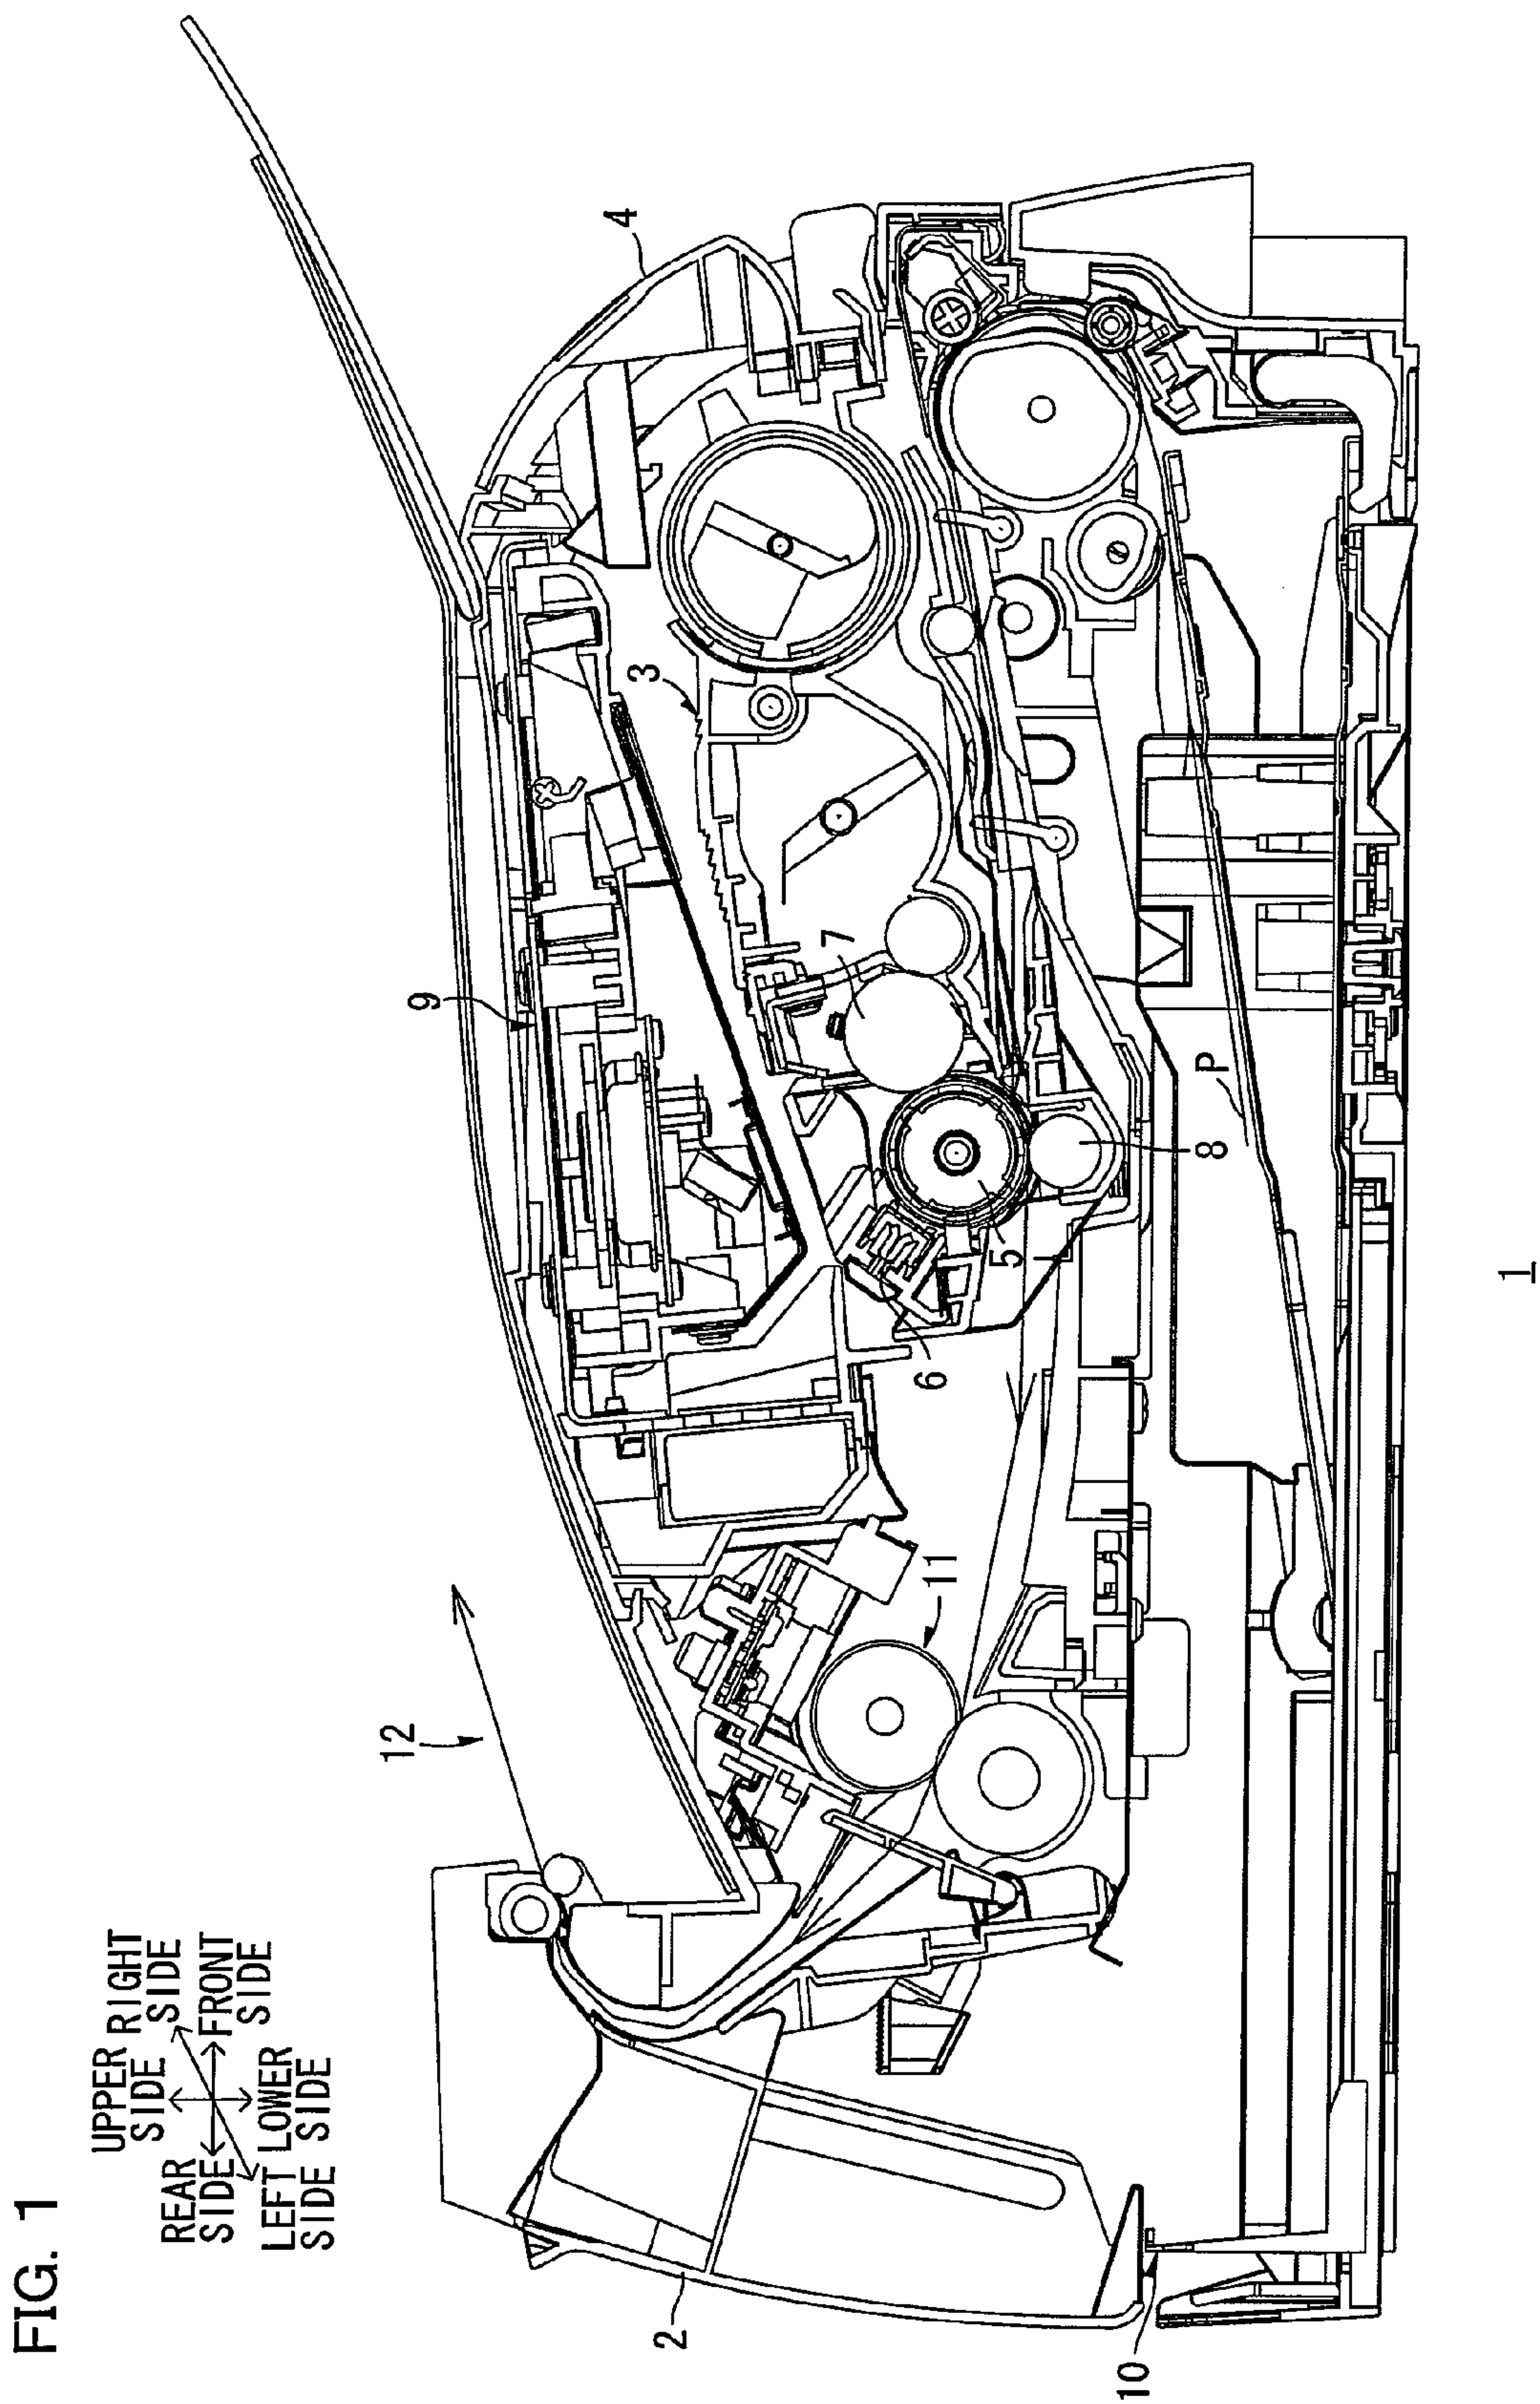 FIG. 1
UPPER
SIDE
RIGHT
SIDE
REAR
SIDE
FRONT
SIDE
LEFT
SIDE
LOWER
SIDE
12
9
3
4
7
11
6
5
8
P
2
10
1